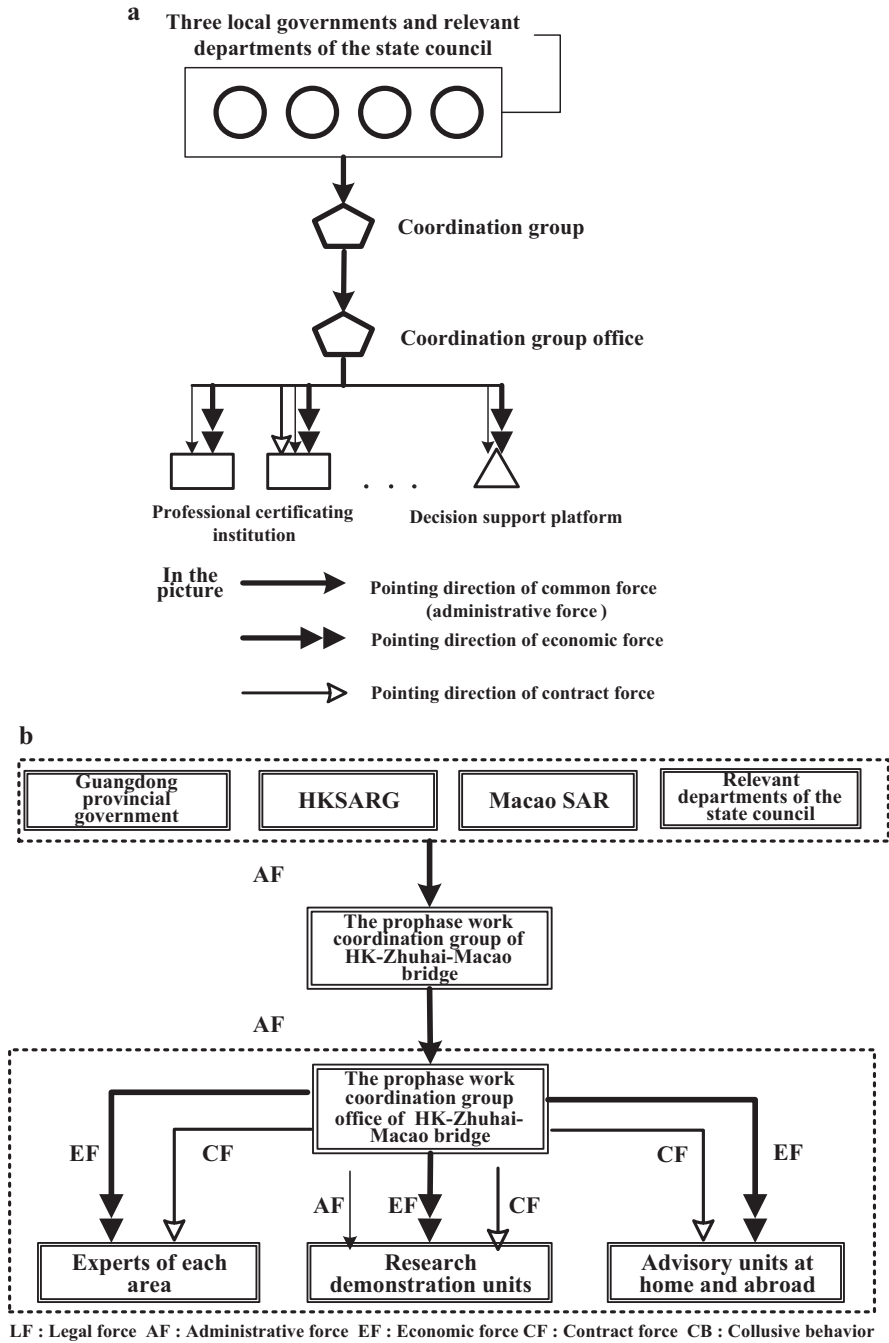 a
Three local governments and relevant
departments of the state council
Coordination group
Coordination group office
. . .
Professional certificating
institution
Decision support platform
In the
picture
Pointing direction of common force
(administrative force )
Pointing direction of economic force
Pointing direction of contract force
b
Guangdong
provincial
government
HKSARG
Macao SAR
Relevant
departments of the
state council
AF
The prophase work
coordination group of
HK-Zhuhai-Macao
bridge
AF
The prophase work
coordination group
office of HK-Zhuhai-
Macao bridge
EF
CF
AF
EF
CF
CF
EF
Experts of each
area
Research
demonstration units
Advisory units at
home and abroad
LF : Legal force AF : Administrative force EF : Economic force CF : Contract force CB : Collusive behavior